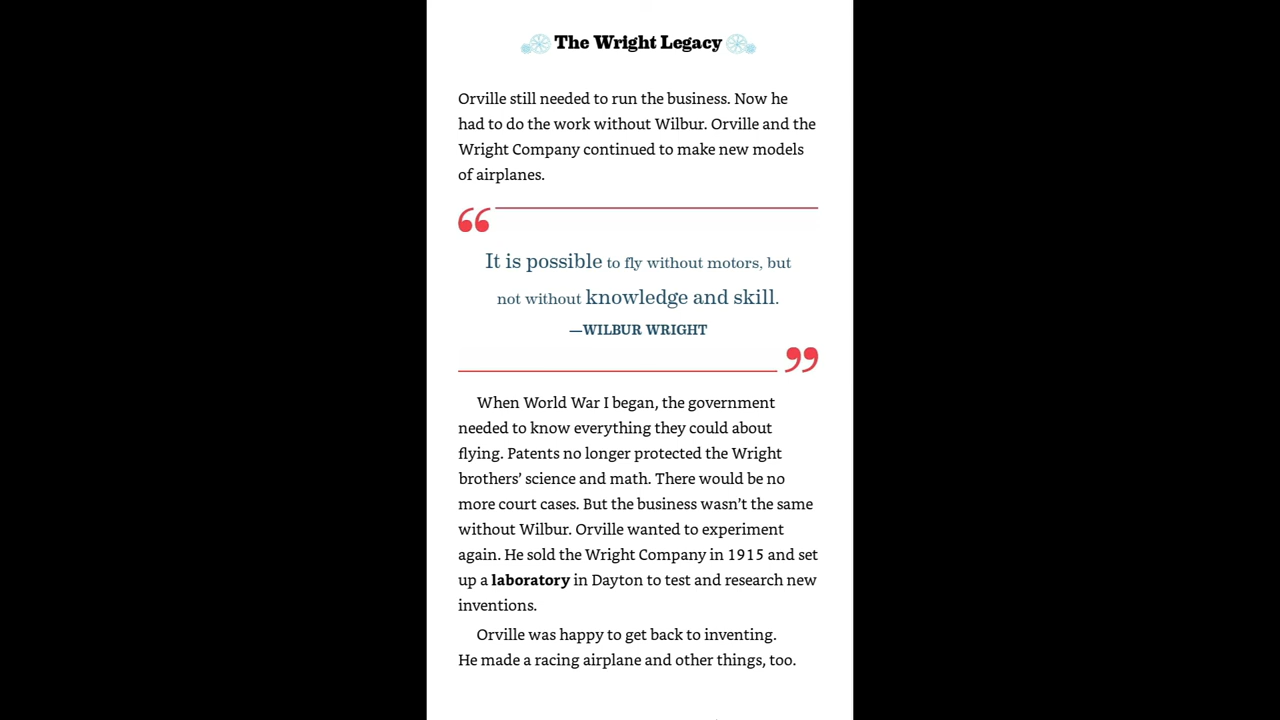 The Wright Legacy
Orville still needed to run the business. Now he
had to do the work without Wilbur. Orville and the
Wright Company continued to make new models
of airplanes.
“
It is possible to fly without motors, but
not without knowledge and skill.
—WILBUR WRIGHT
”
When World War I began, the government
needed to know everything they could about
flying. Patents no longer protected the Wright
brothers’ science and math. There would be no
more court cases. But the business wasn’t the same
without Wilbur. Orville wanted to experiment
again. He sold the Wright Company in 1915 and set
up a laboratory in Dayton to test and research new
inventions.
Orville was happy to get back to inventing.
He made a racing airplane and other things, too.